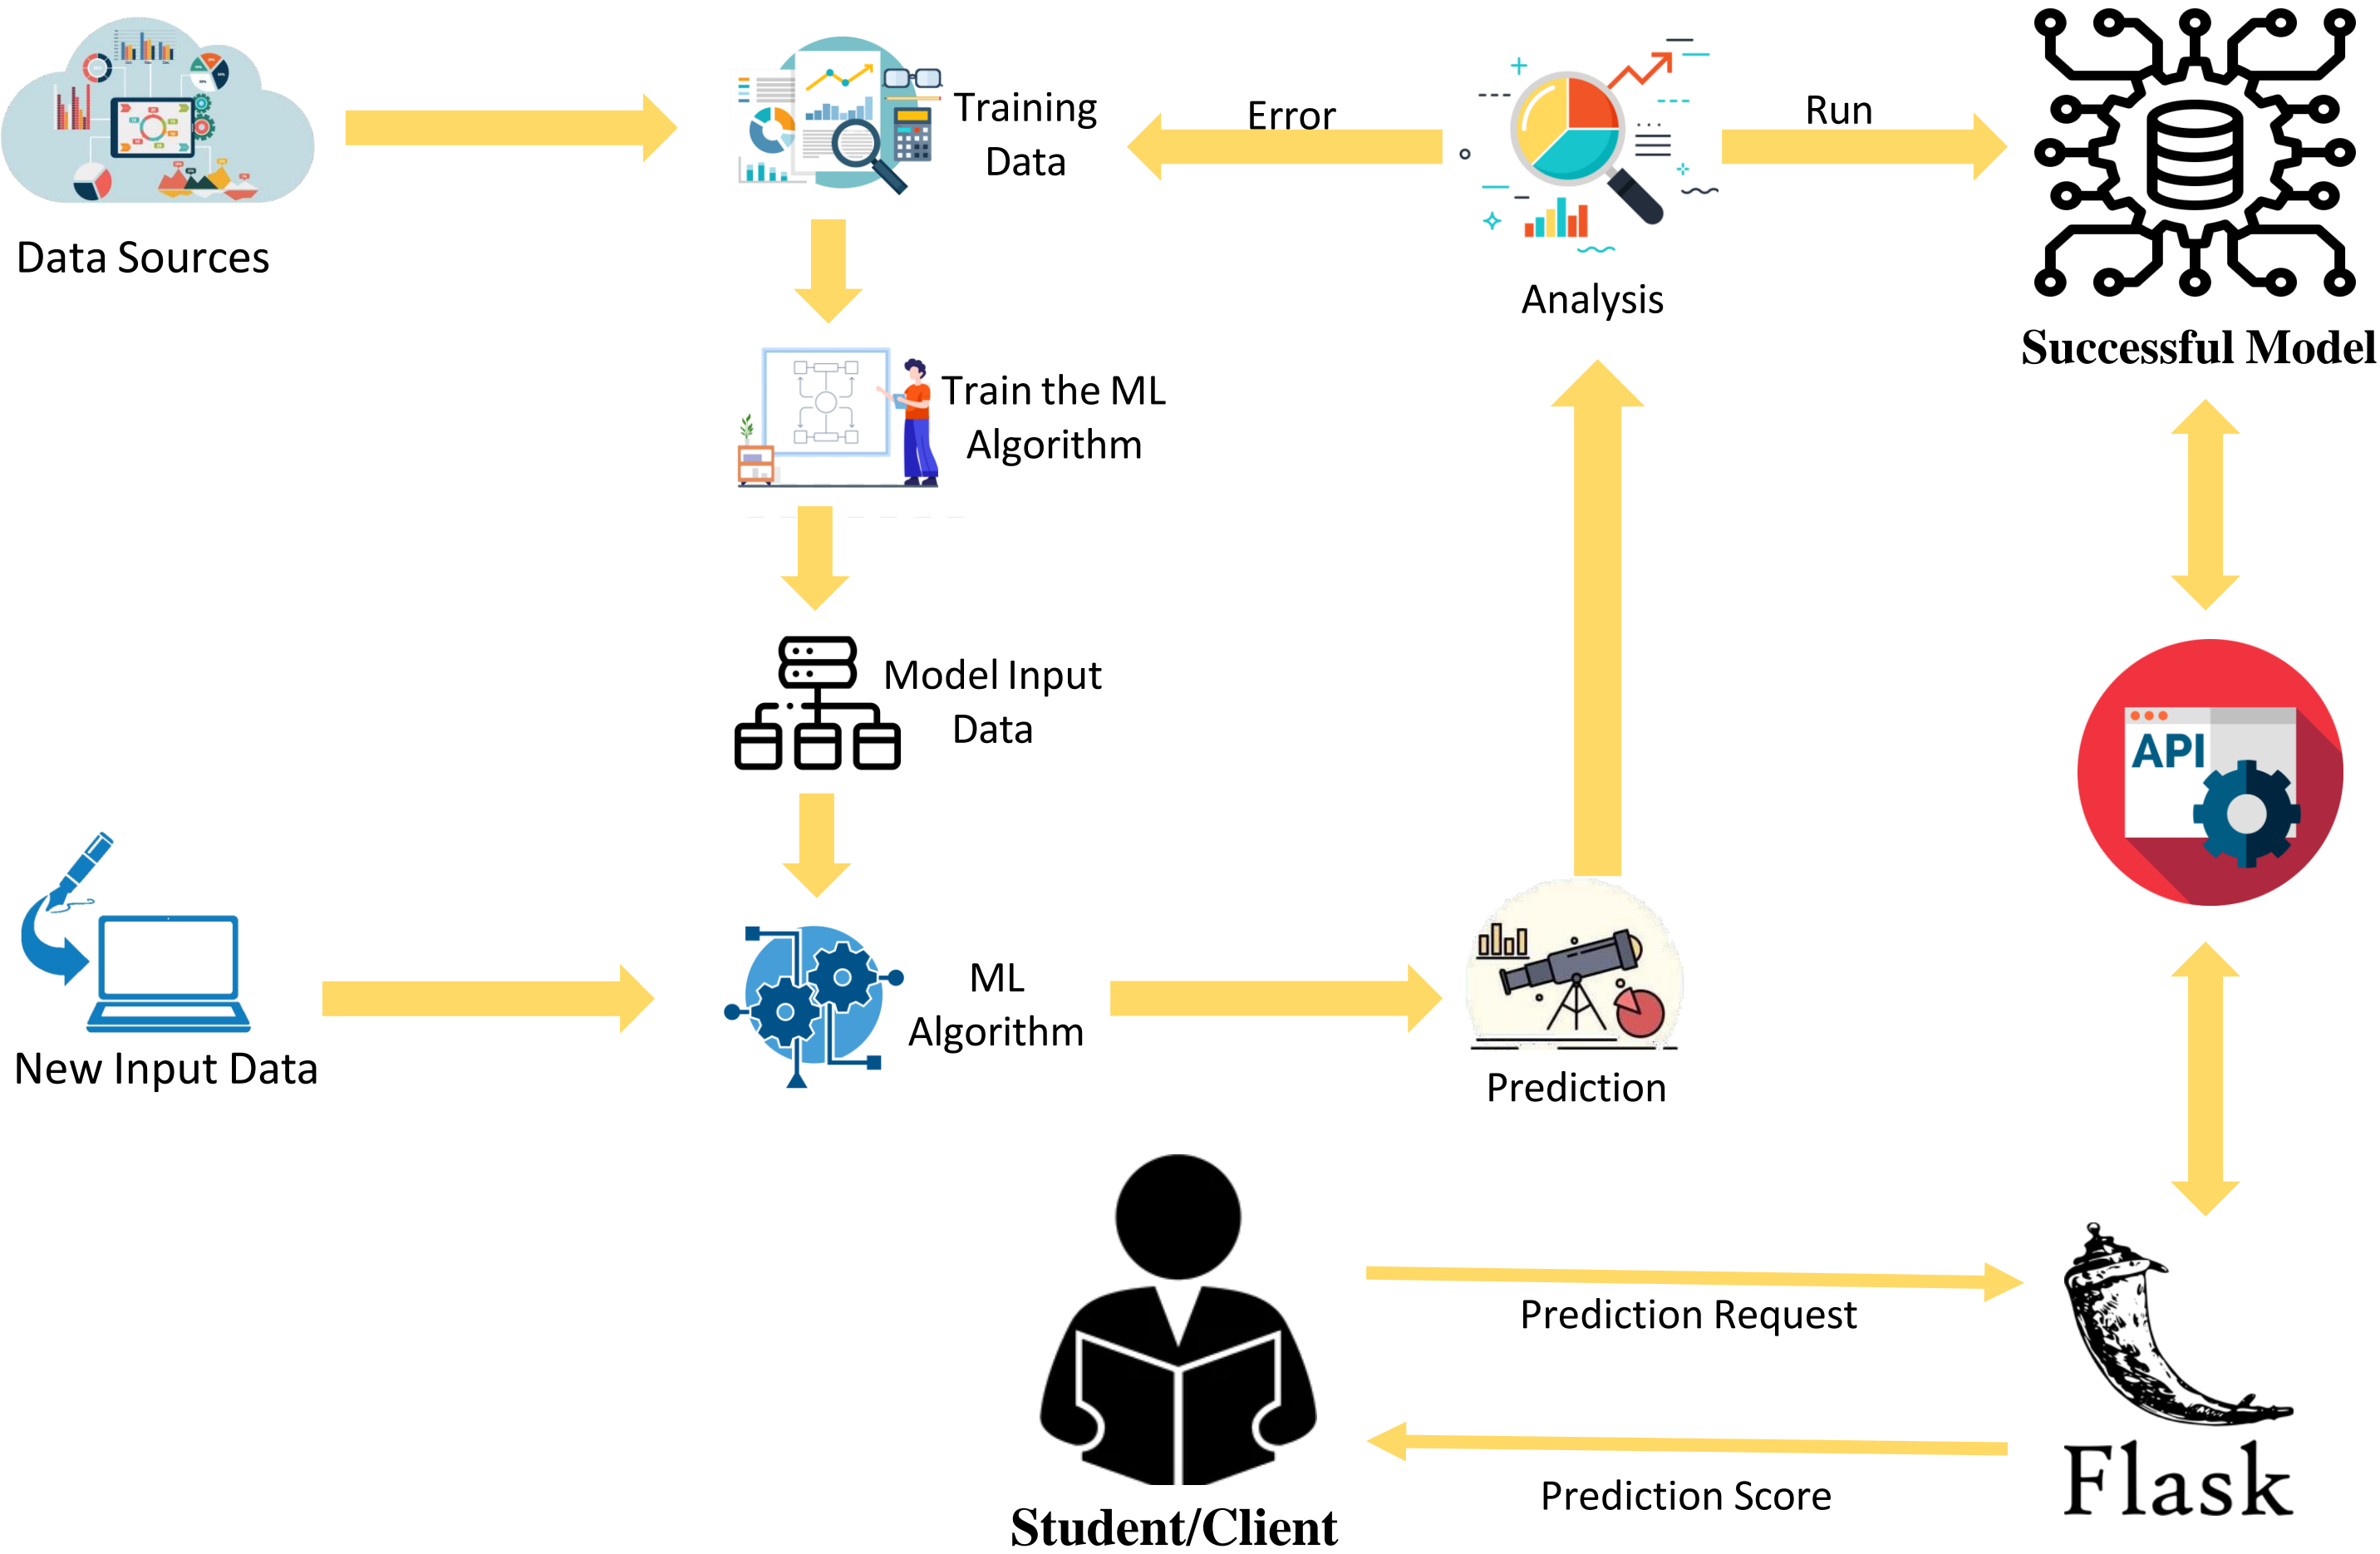 Data Sources
Training
Data
Error
Analysis
Run
Successful Model
Train the ML
Algorithm
Model Input
Data
API
New Input Data
ML
Algorithm
Prediction
Prediction Request
Prediction Score
Student/Client
Flask